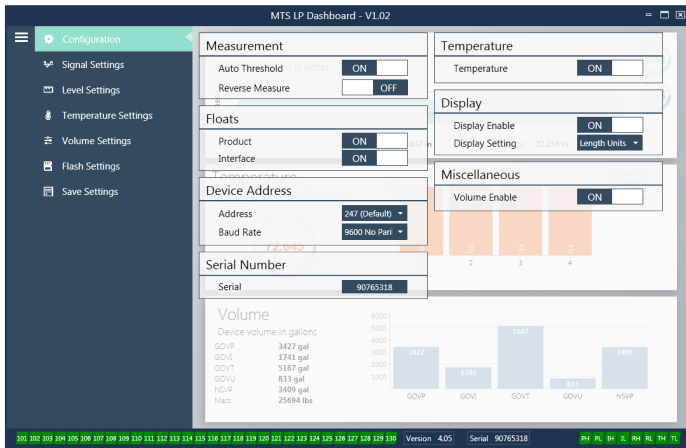 MTS LP Dashboard - V1.02
Configuration
Signal Settings
Level Settings
Temperature Settings
Volume Settings
Flash Settings
Save Settings
Measurement
Auto Threshold ON
Reverse Measure OFF
Floats
Product ON
Interface ON
Device Address
Address 247 (Default)
Baud Rate 9600 No Pari
Serial Number
Serial 90765318
Temperature
Temperature ON
Display
Display Enable ON
Display Setting Length Units
32.234 in
Miscellaneous
Volume Enable ON
Temperature
72.645
2 3 4
Volume
Device volume in gallons
GOVP 3427 gal
GOVI 1741 gal
GOVT 5167 gal
GOVU 833 gal
NSVP 3409 gal
Mass 25694 lbs
6000
5000
4000
3000
2000
1000
3427 1741 5167 833 3409
GOVP GOVI GOVT GOVU NSVP
101 102 103 104 105 106 107 108 109 110 111 112 113 114 115 116 117 118 119 120 121 122 123 124 125 126 127 128 129 130 Version 4.05 Serial 90765318 PH PL IH IL RH RL TH TL